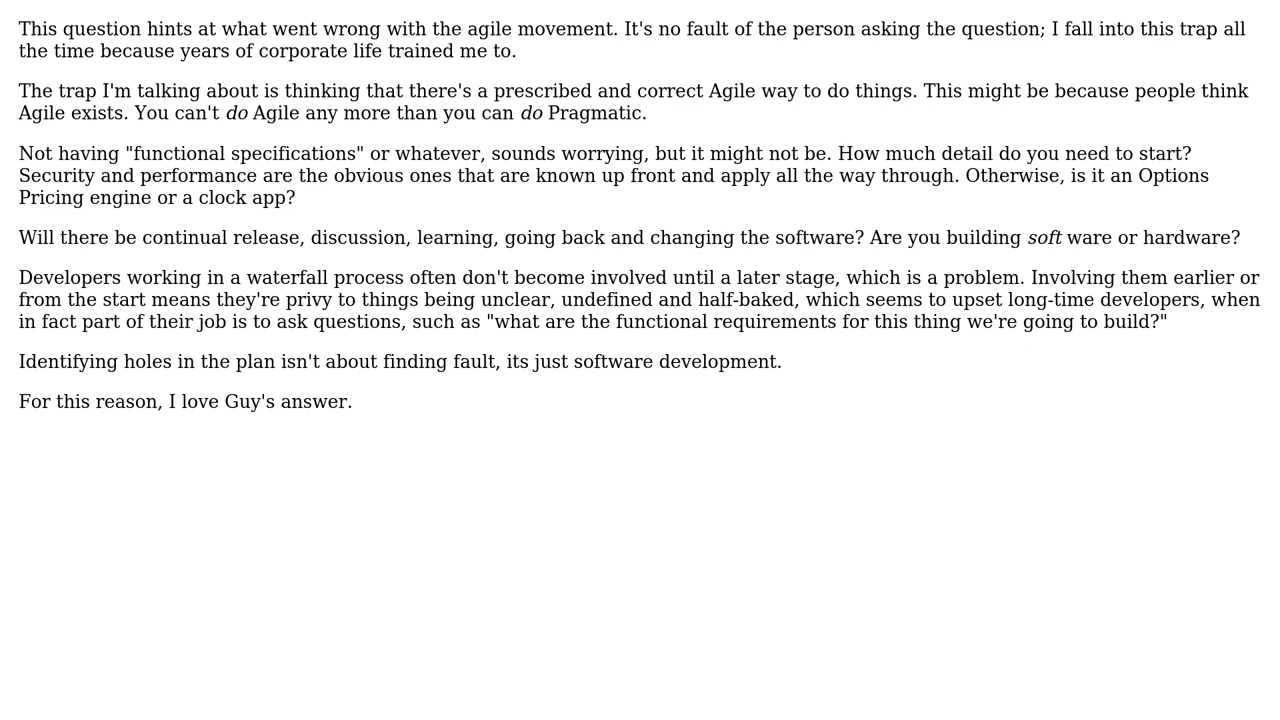 This question hints at what went wrong with the agile movement. It's no fault of the person asking the question; I fall into this trap all
the time because years of corporate life trained me to.
The trap I'm talking about is thinking that there's a prescribed and correct Agile way to do things. This might be because people think
Agile exists. You can't do Agile any more than you can do Pragmatic.
Not having "functional specifications" or whatever, sounds worrying, but it might not be. How much detail do you need to start?
Security and performance are the obvious ones that are known up front and apply all the way through. Otherwise, is it an Options
Pricing engine or a clock app?
Will there be continual release, discussion, learning, going back and changing the software? Are you building soft ware or hardware?
Developers working in a waterfall process often don't become involved until a later stage, which is a problem. Involving them earlier or
from the start means they're privy to things being unclear, undefined and half-baked, which seems to upset long-time developers, when
in fact part of their job is to ask questions, such as "what are the functional requirements for this thing we're going to build?"
Identifying holes in the plan isn't about finding fault, its just software development.
For this reason, I love Guy's answer.